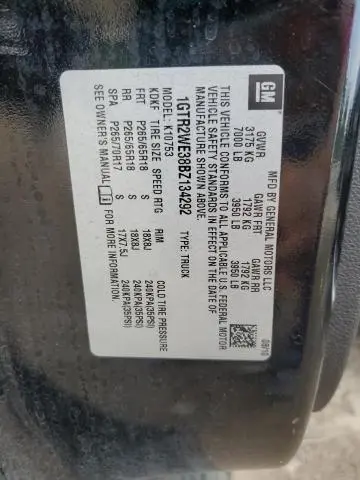 GM
MFD BY GENERAL MOTORS LLC
08/10
GVWR GAWR FRT GAWR RR
3175 KG 1792 KG 1792 KG
7000 LB 3950 LB 3950 LB
THIS VEHICLE CONFORMS TO ALL APPLICABLE U.S. FEDERAL MOTOR
VEHICLE SAFETY STANDARDS IN EFFECT ON THE DATE OF
MANUFACTURE SHOWN ABOVE.
1GTR2WE38BZ134292 TYPE: TRUCK
MODEL: K10753
KDKF TIRE SIZE SPEED RTG RIM COLD TIRE PRESSURE
FRT P265/65R18 S 18X8J 240KPA(35PSI)
RR P265/65R18 S 18X8J 240KPA(35PSI)
SPA P265/70R17 S 17X7.5J 240KPA(35PSI)
SEE OWNER'S MANUAL FOR MORE INFORMATION.